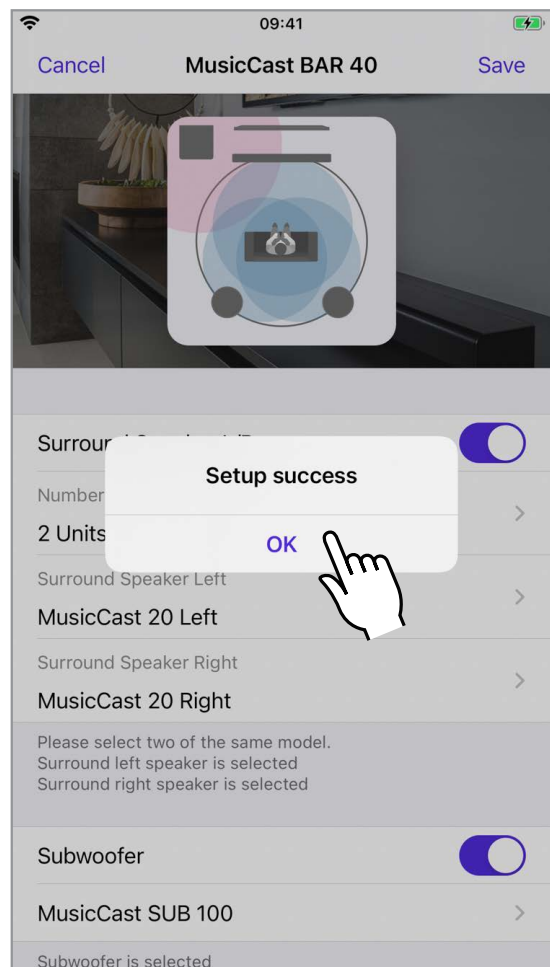 09:41
Cancel MusicCast BAR 40 Save
Setup success
OK
Number
2 Units
Surround Speaker Left
MusicCast 20 Left
Surround Speaker Right
MusicCast 20 Right
Please select two of the same model.
Surround left speaker is selected
Surround right speaker is selected
Subwoofer
MusicCast SUB 100
Subwoofer is selected